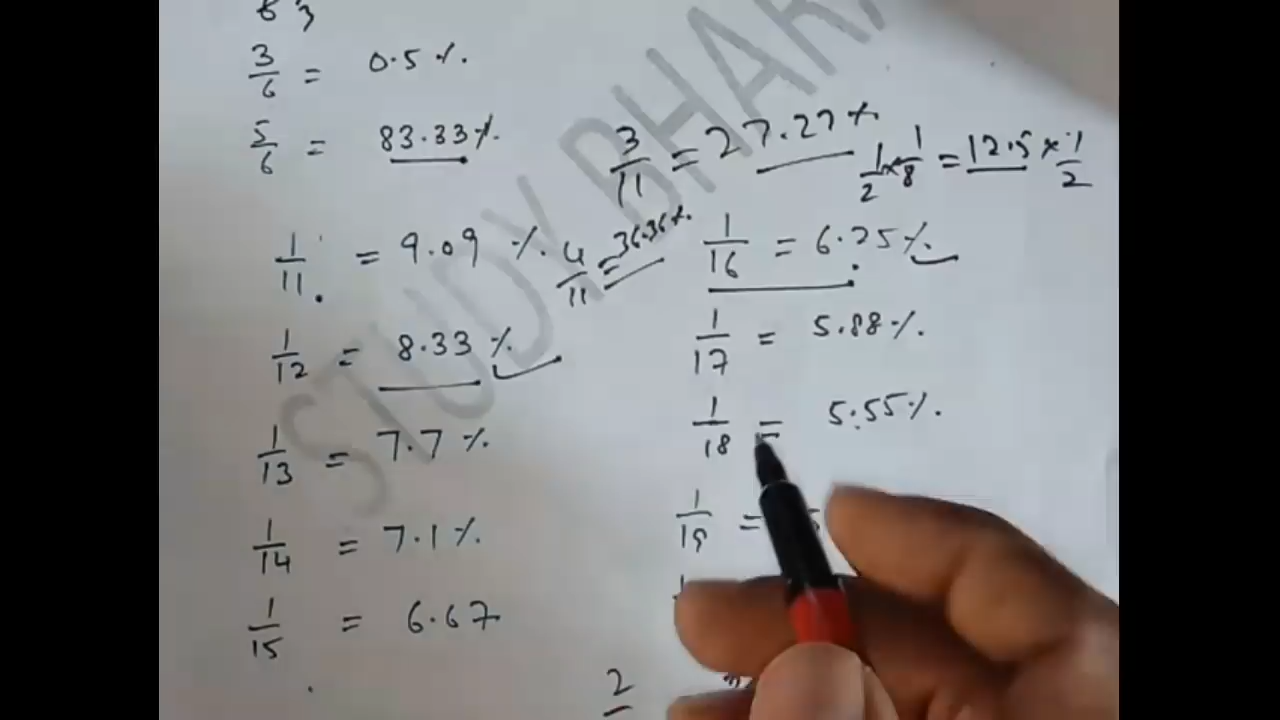 3/6 = 0.5%.
5/6 = 83.33%
3/11 = 27.27%
1/2 × 1/8 = 12.5 × 1/2
1/11 = 9.09 %.
4/11 = 36.36%.
1/16 = 6.25%.
1/12 = 8.33 %.
1/17 = 5.88%.
1/13 = 7.7 %.
1/18 = 5.55%.
1/14 = 7.1%.
1/19 =
1/15 = 6.67
2
STUDY BHARA